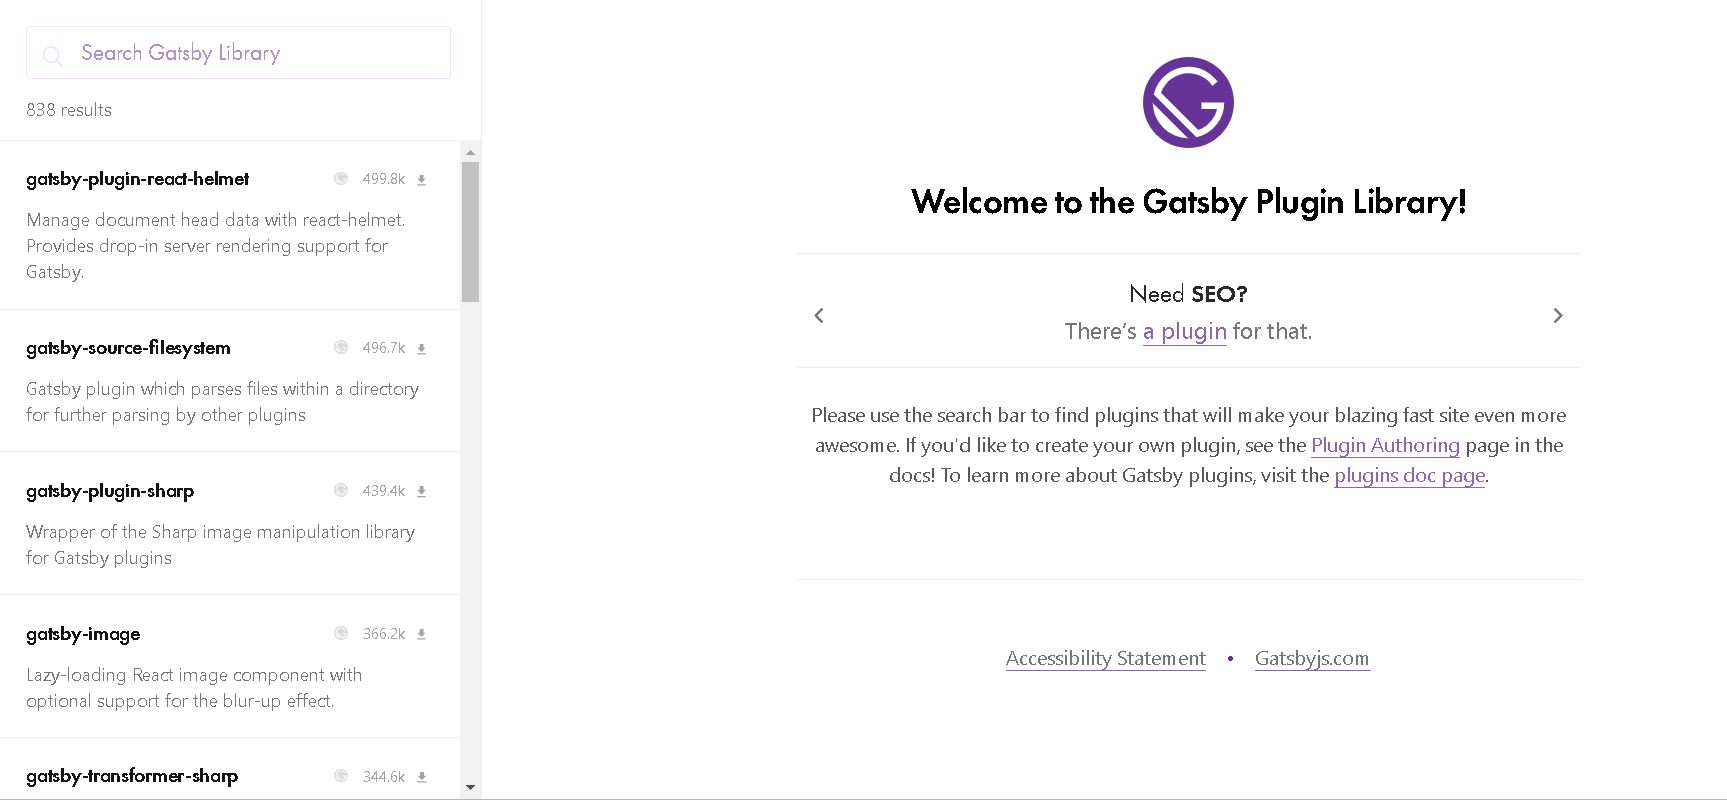 Search Gatsby Library
838 results
gatsby-plugin-react-helmet 499.8k
Manage document head data with react-helmet.
Provides drop-in server rendering support for
Gatsby.
gatsby-source-filesystem 496.7k
Gatsby plugin which parses files within a directory
for further parsing by other plugins
gatsby-plugin-sharp 439.4k
Wrapper of the Sharp image manipulation library
for Gatsby plugins
gatsby-image 366.2k
Lazy-loading React image component with
optional support for the blur-up effect.
gatsby-transformer-sharp 344.6k
Welcome to the Gatsby Plugin Library!
Need SEO?
There’s a plugin for that.
Please use the search bar to find plugins that will make your blazing fast site even more
awesome. If you'd like to create your own plugin, see the Plugin Authoring page in the
docs! To learn more about Gatsby plugins, visit the plugins doc page.
Accessibility Statement • Gatsbyjs.com